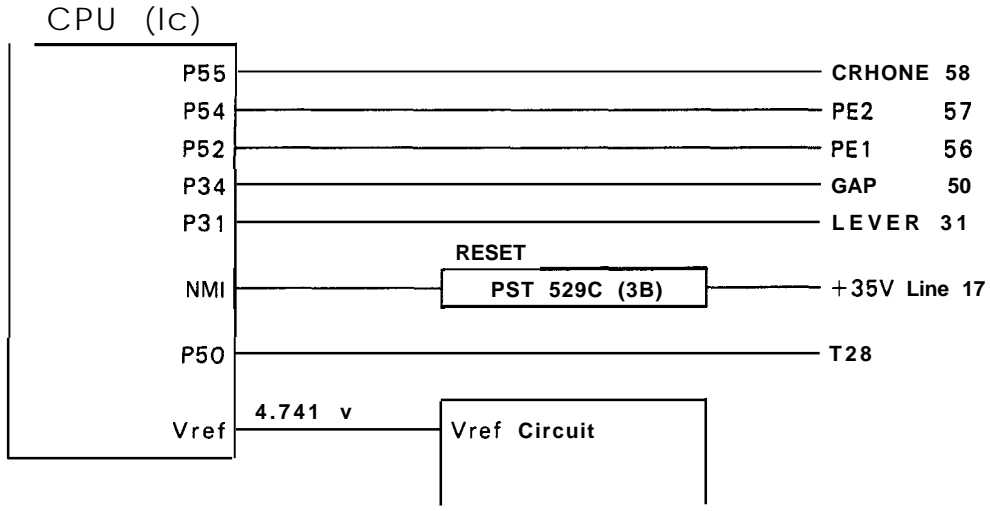 CPU (Ic)
P55 CRHONE 58
P54 PE2 57
P52 PE1 56
P34 GAP 50
P31 LEVER 31
RESET
NMI PST 529C (3B) +35V Line 17
P50 T28
4.741 v
Vref Vref Circuit